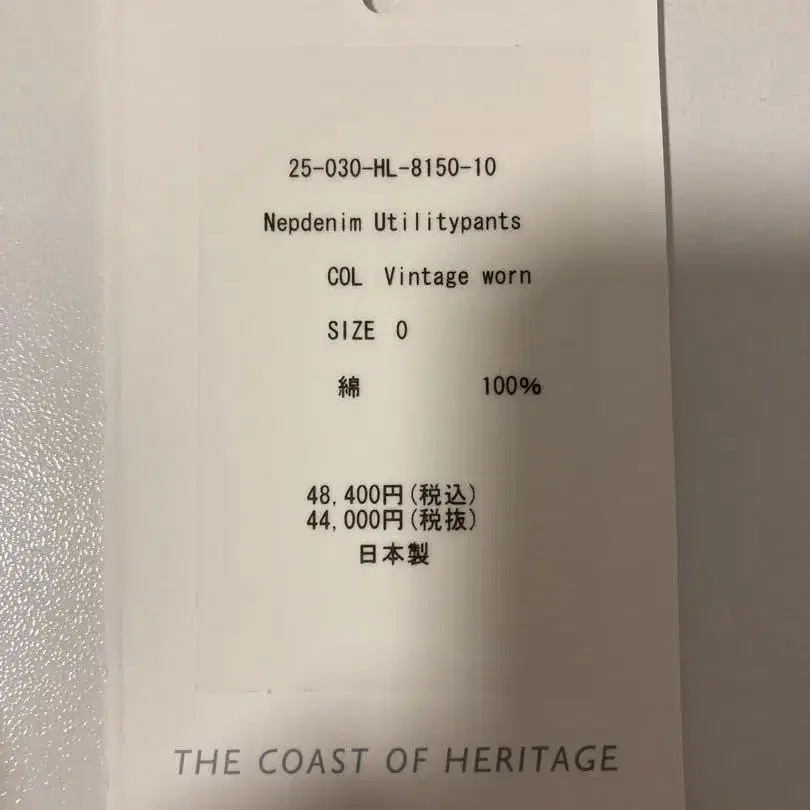 25-030-HL-8150-10
Nepdenim Utilitypants
COL Vintage worn
SIZE 0
綿 100%
48,400円(税込)
44,000円(税抜)
日本製
THE COAST OF HERITAGE